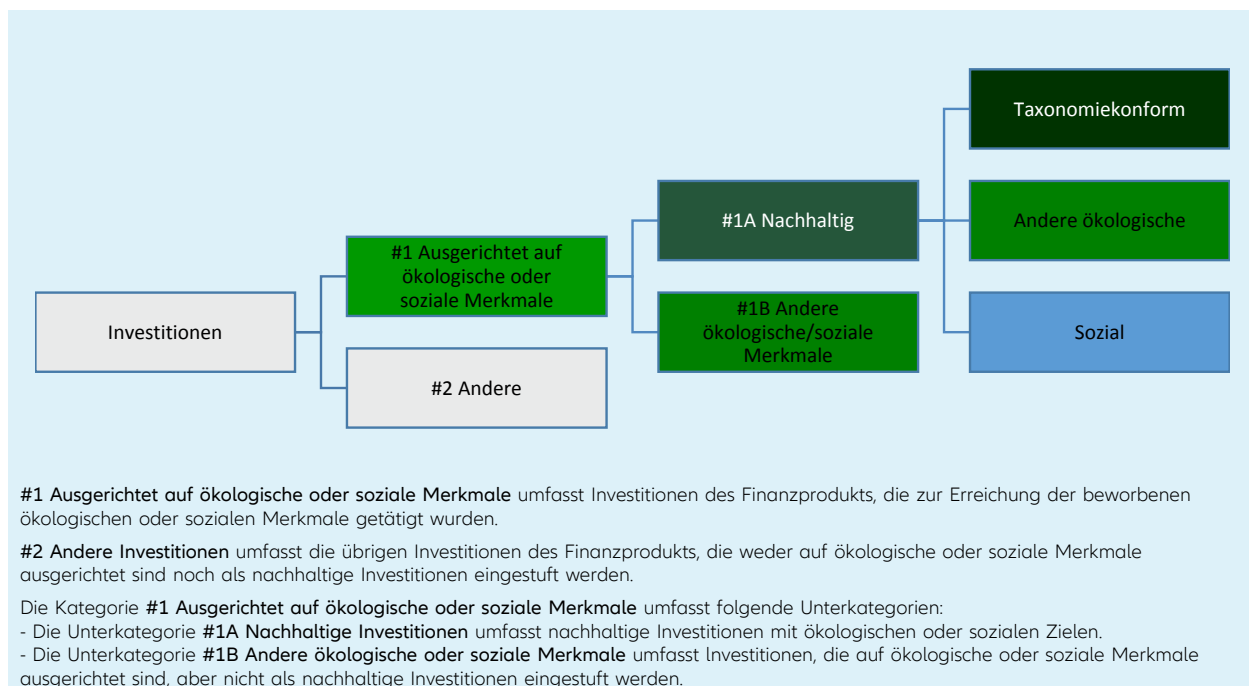 Taxonomiekonform
#1A Nachhaltig
Andere ökologische
#1 Ausgerichtet auf
ökologische oder
soziale Merkmale
#1B Andere
ökologische/soziale
Merkmale
Investitionen
Sozial
#2 Andere
#1 Ausgerichtet auf ökologische oder soziale Merkmale umfasst Investitionen des Finanzprodukts, die zur Erreichung der beworbenen
ökologischen oder sozialen Merkmale getätigt wurden.
#2 Andere Investitionen umfasst die übrigen Investitionen des Finanzprodukts, die weder auf ökologische oder soziale Merkmale
ausgerichtet sind noch als nachhaltige Investitionen eingestuft werden.
Die Kategorie #1 Ausgerichtet auf ökologische oder soziale Merkmale umfasst folgende Unterkategorien:
- Die Unterkategorie #1A Nachhaltige Investitionen umfasst nachhaltige Investitionen mit ökologischen oder sozialen Zielen.
- Die Unterkategorie #1B Andere ökologische oder soziale Merkmale umfasst Investitionen, die auf ökologische oder soziale Merkmale
ausgerichtet sind, aber nicht als nachhaltige Investitionen eingestuft werden.